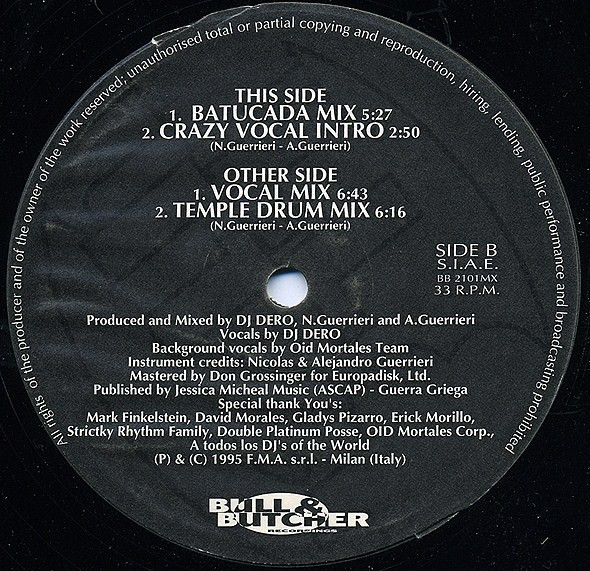 All rights of the producer and of the owner of the work reserved; unauthorised total or partial copying and reproduction, hiring, lending, public performance and broadcasting prohibited
THIS SIDE
1. BATUCADA MIX 5:27
2. CRAZY VOCAL INTRO 2:50
(N.Guerrieri - A.Guerrieri)
OTHER SIDE
1. VOCAL MIX 6:43
2. TEMPLE DRUM MIX 6:16
(N.Guerrieri - A.Guerrieri)
SIDE B
S.I.A.E.
BB 2101MX
33 R.P.M.
Produced and Mixed by DJ DERO, N.Guerrieri and A.Guerrieri
Vocals by DJ DERO
Background vocals by Oid Mortales Team
Instrument credits: Nicolas & Alejandro Guerrieri
Mastered by Don Grossinger for Europadisk, Ltd.
Published by Jessica Micheal Music (ASCAP) - Guerra Griega
Special thank You's:
Mark Finkelstein, David Morales, Gladys Pizarro, Erick Morillo,
Strictky Rhythm Family, Double Platinum Posse, OID Mortales Corp.,
A todos los DJ's of the World
(P) & (C) 1995 F.M.A. s.r.l. - Milan (Italy)
BULL &
BUTCHER
RECORDINGS